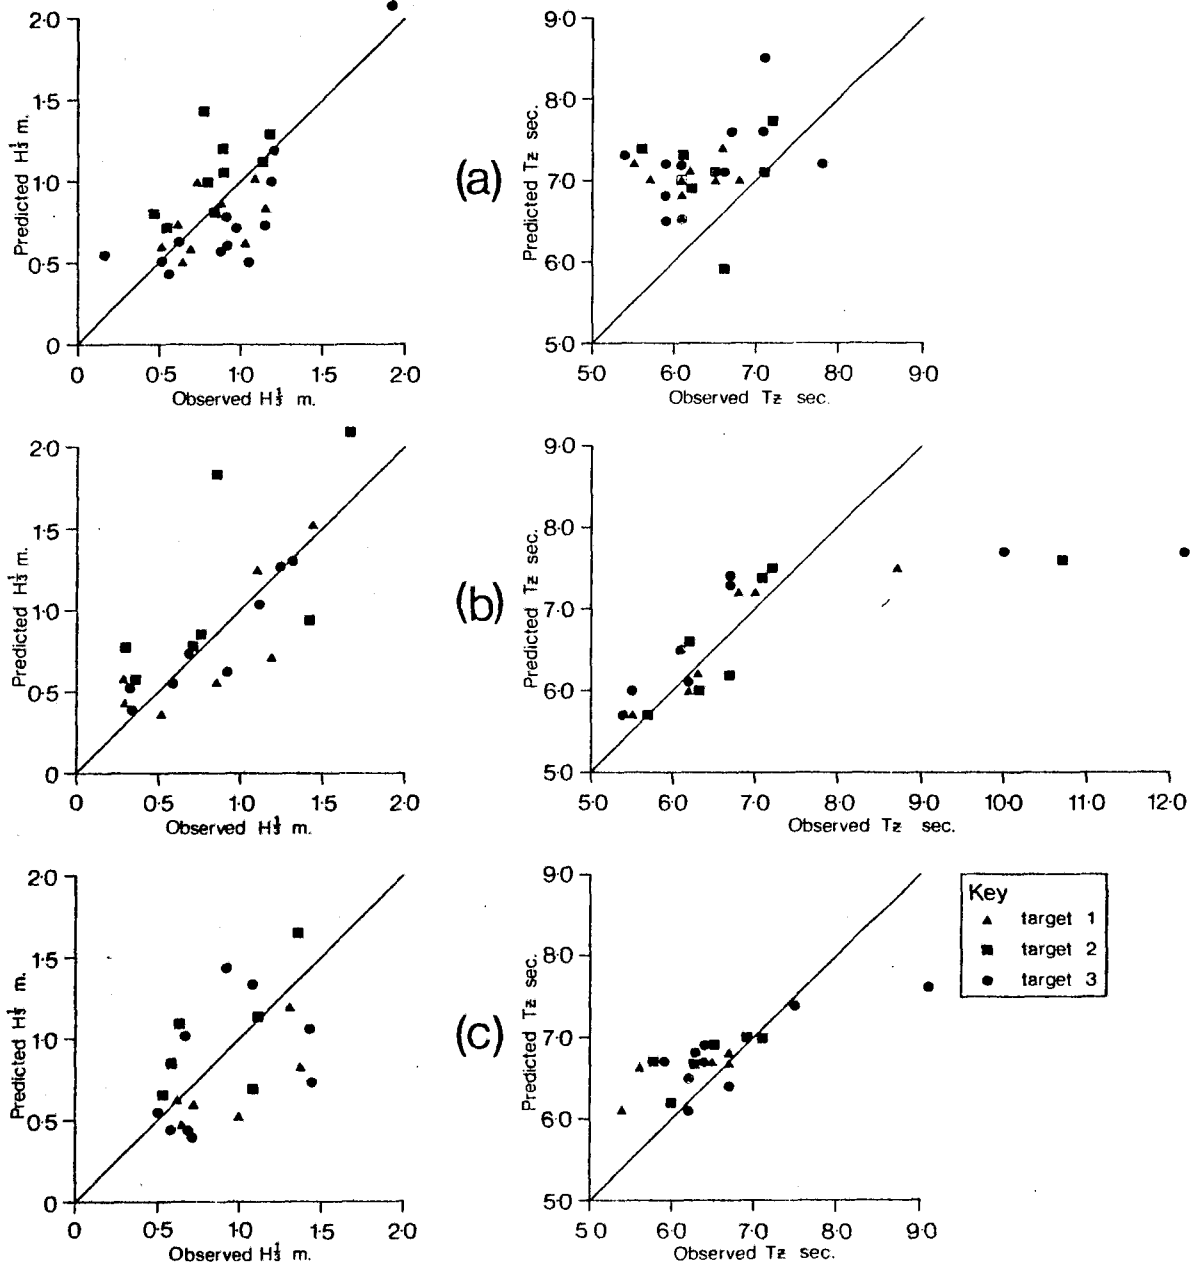 2·0
1·5
1·0
0·5
0
0 0·5 1·0 1·5 2·0
Predicted H⅓ m.
Observed H⅓ m.
(a)
9·0
8·0
7·0
6·0
5·0
5·0 6·0 7·0 8·0 9·0
Predicted Tz sec.
Observed Tz sec.
2·0
1·5
1·0
0·5
0
0 0·5 1·0 1·5 2·0
Predicted H⅓ m.
Observed H⅓ m.
(b)
9·0
8·0
7·0
6·0
5·0
5·0 6·0 7·0 8·0 9·0 10·0 11·0 12·0
Predicted Tz sec.
Observed Tz sec.
2·0
1·5
1·0
0·5
0
0 0·5 1·0 1·5 2·0
Predicted H⅓ m.
Observed H⅓ m.
(c)
9·0
8·0
7·0
6·0
5·0
5·0 6·0 7·0 8·0 9·0
Predicted Tz sec.
Observed Tz sec.
Key
target 1
target 2
target 3